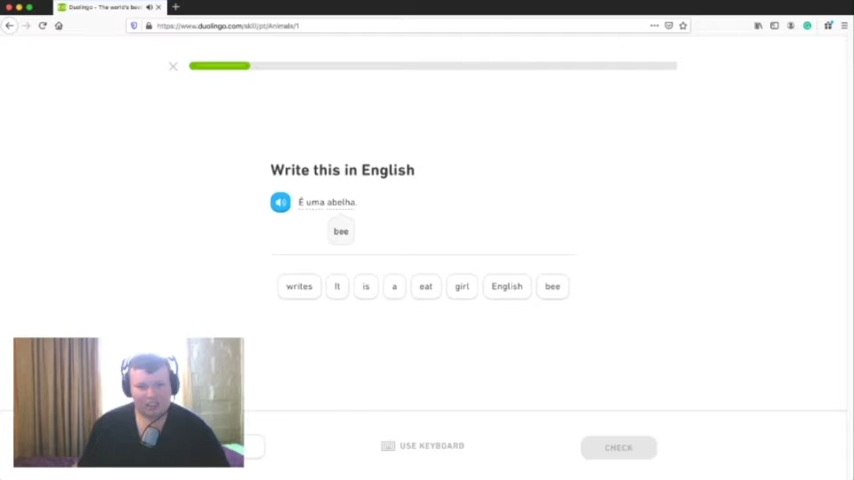 Duolingo - The world's best
https://www.duolingo.com/skill/pt/Animals/1
Write this in English
É uma abelha.
bee
writes It is a eat girl English bee
USE KEYBOARD CHECK